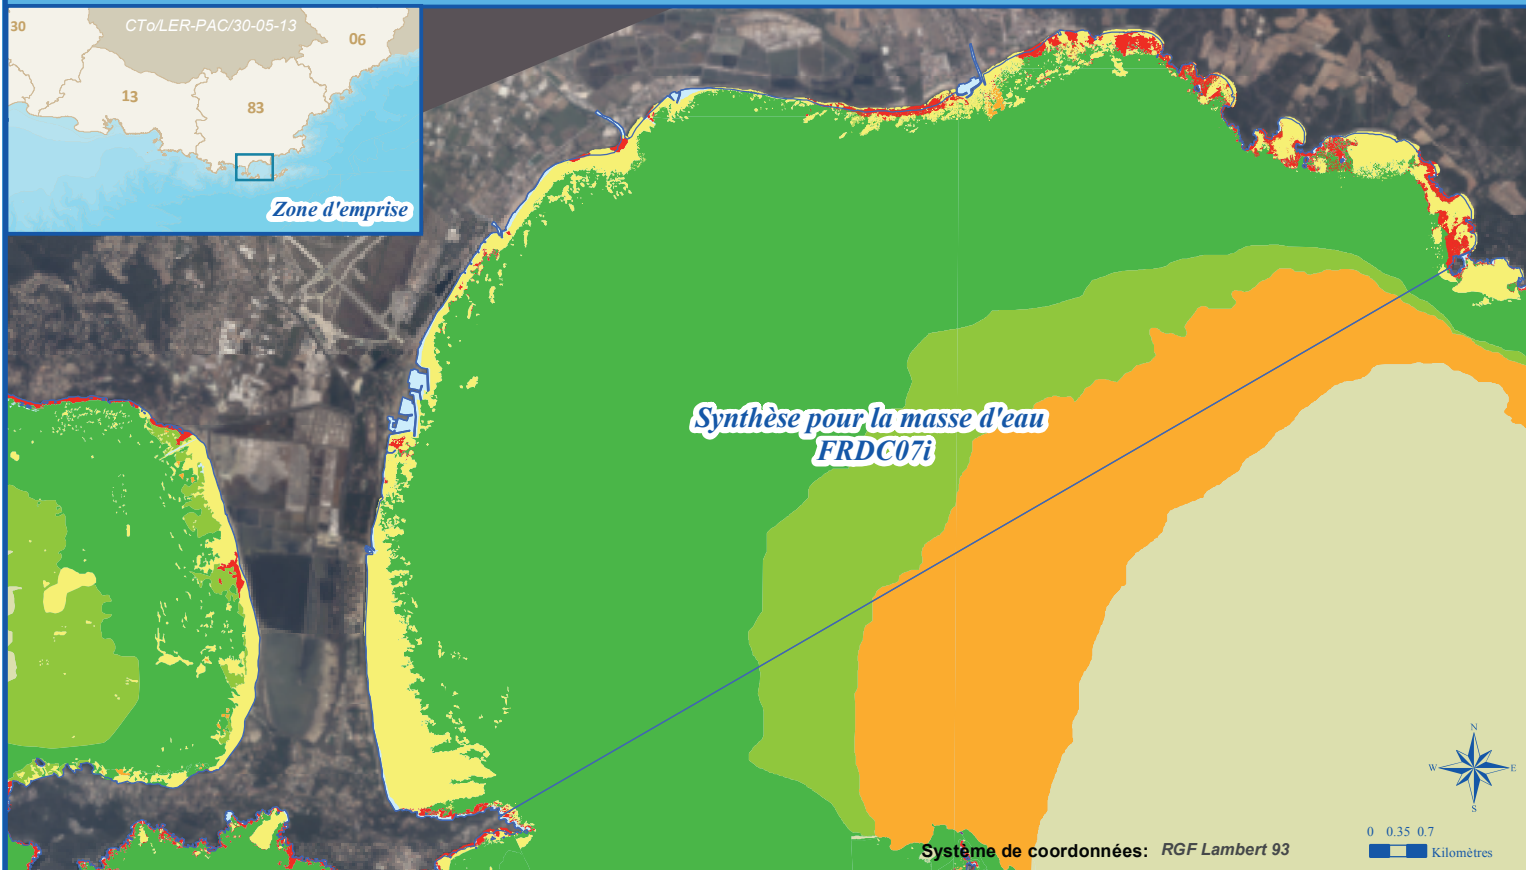 30
CTo/LER-PAC/30-05-13
06
13
83
Zone d'emprise
Synthèse pour la masse d'eau
FRDC07i
N
W
E
S
Système de coordonnées: RGF Lambert 93
0 0.35 0.7
Kilomètres